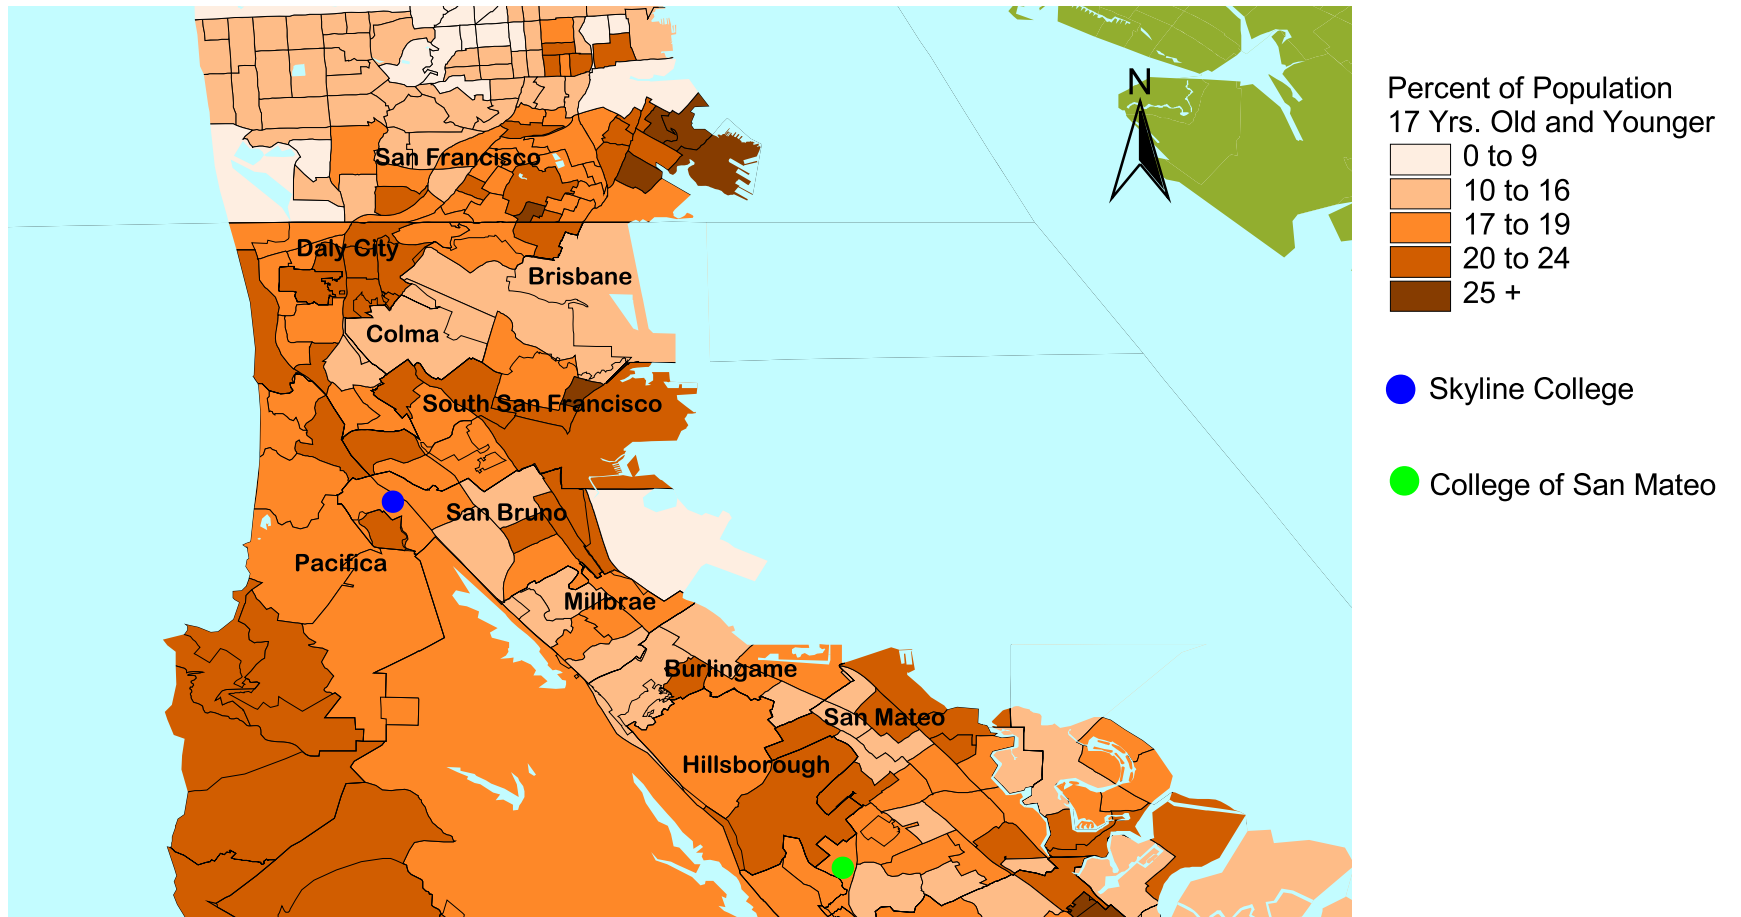 N
San Francisco
Daly City
Brisbane
Colma
South San Francisco
San Bruno
Pacifica
Millbrae
Burlingame
San Mateo
Hillsborough
Percent of Population
17 Yrs. Old and Younger
0 to 9
10 to 16
17 to 19
20 to 24
25 +
Skyline College
College of San Mateo